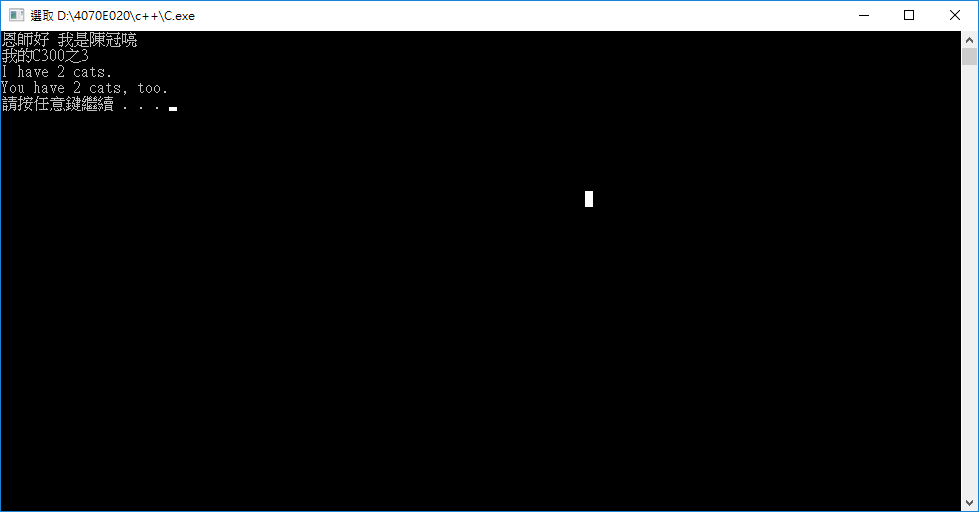 選取 D:\4070E020\c++\C.exe
恩師好 我是陳冠喨
我的C300之3
I have 2 cats.
You have 2 cats, too.
請按任意鍵繼續 . . .